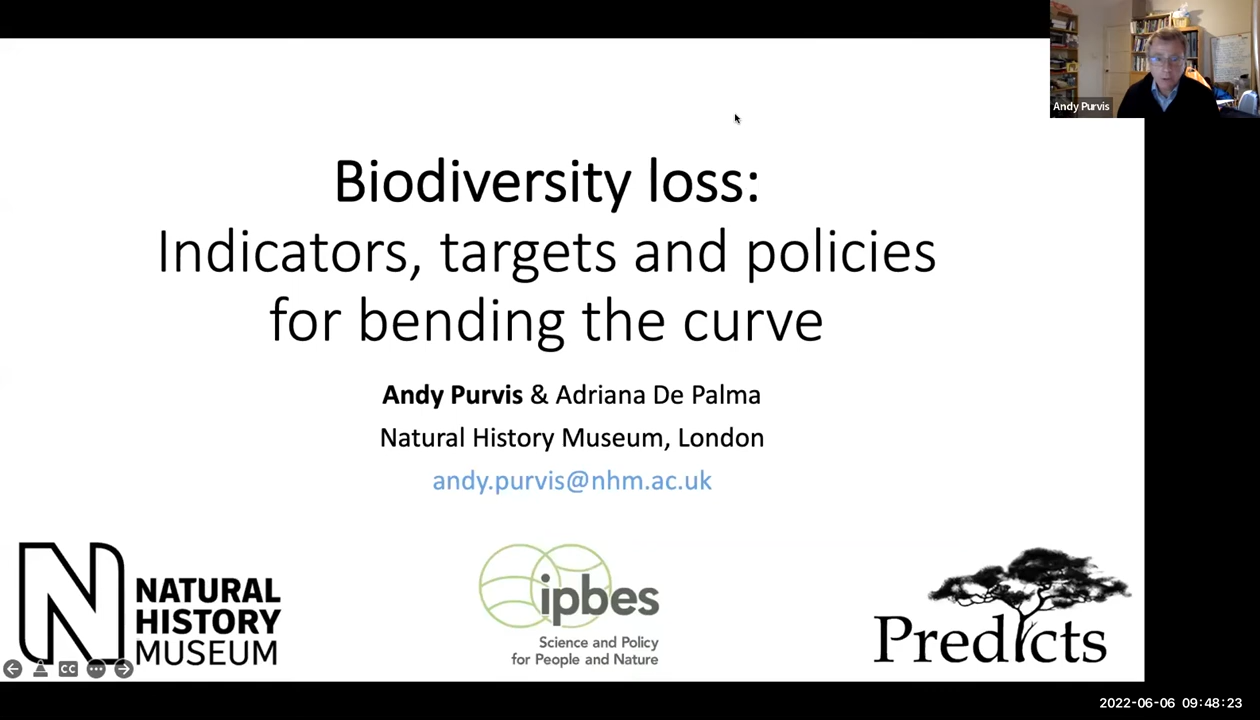 Andy Purvis
Biodiversity loss:
Indicators, targets and policies
for bending the curve
Andy Purvis & Adriana De Palma
Natural History Museum, London
andy.purvis@nhm.ac.uk
N
NATURAL
HISTORY
MUSEUM
ipbes
Science and Policy
for People and Nature
Predicts
CC
2022-06-06 09:48:23